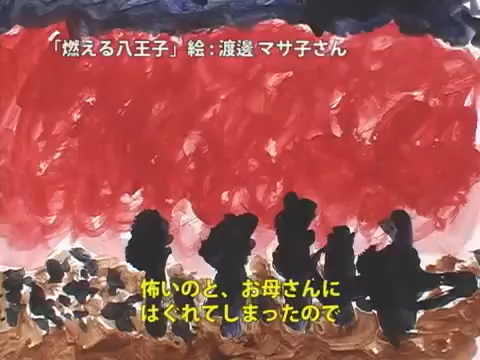 「燃える八王子」絵:渡邊 マサ子さん
怖いのと、お母さんに
はぐれてしまったので